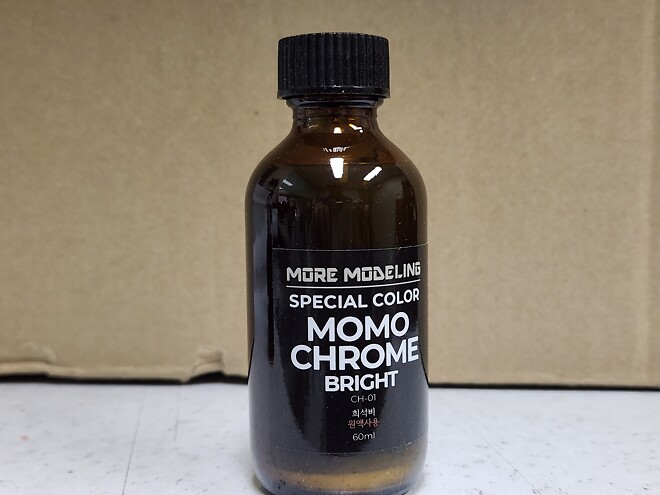 MORE MODELING
SPECIAL COLOR
MOMO
CHROME
BRIGHT
CH-01
희석비
원액사용
60ml